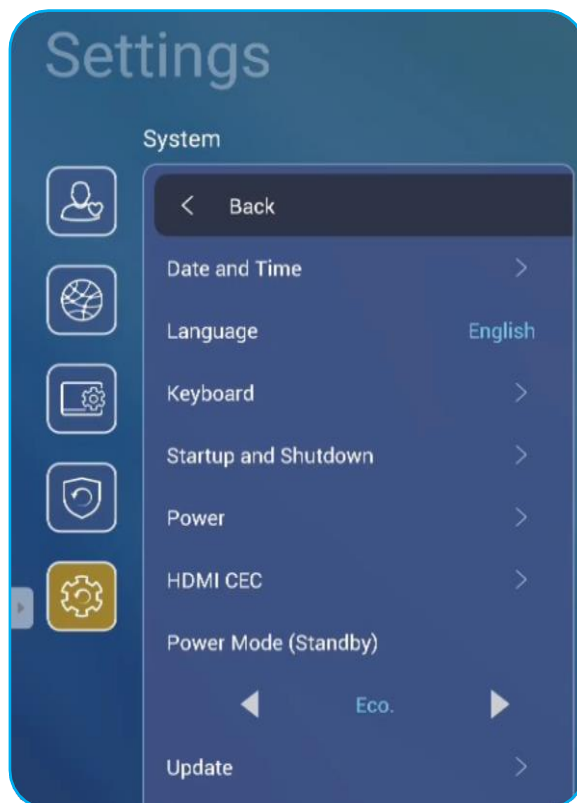 Settings
System
Back
Date and Time
Language English
Keyboard
Startup and Shutdown
Power
HDMI CEC
Power Mode (Standby)
Eco.
Update